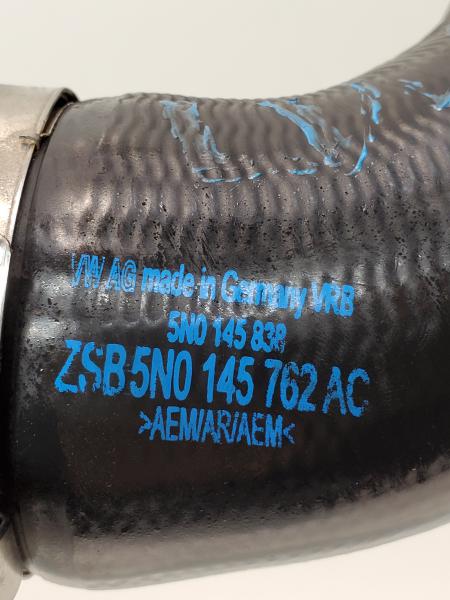 VW AG made in Germany VRB
5N0 145 838
ZSB 5N0 145 762 AC
>AEM/AR/AEM<